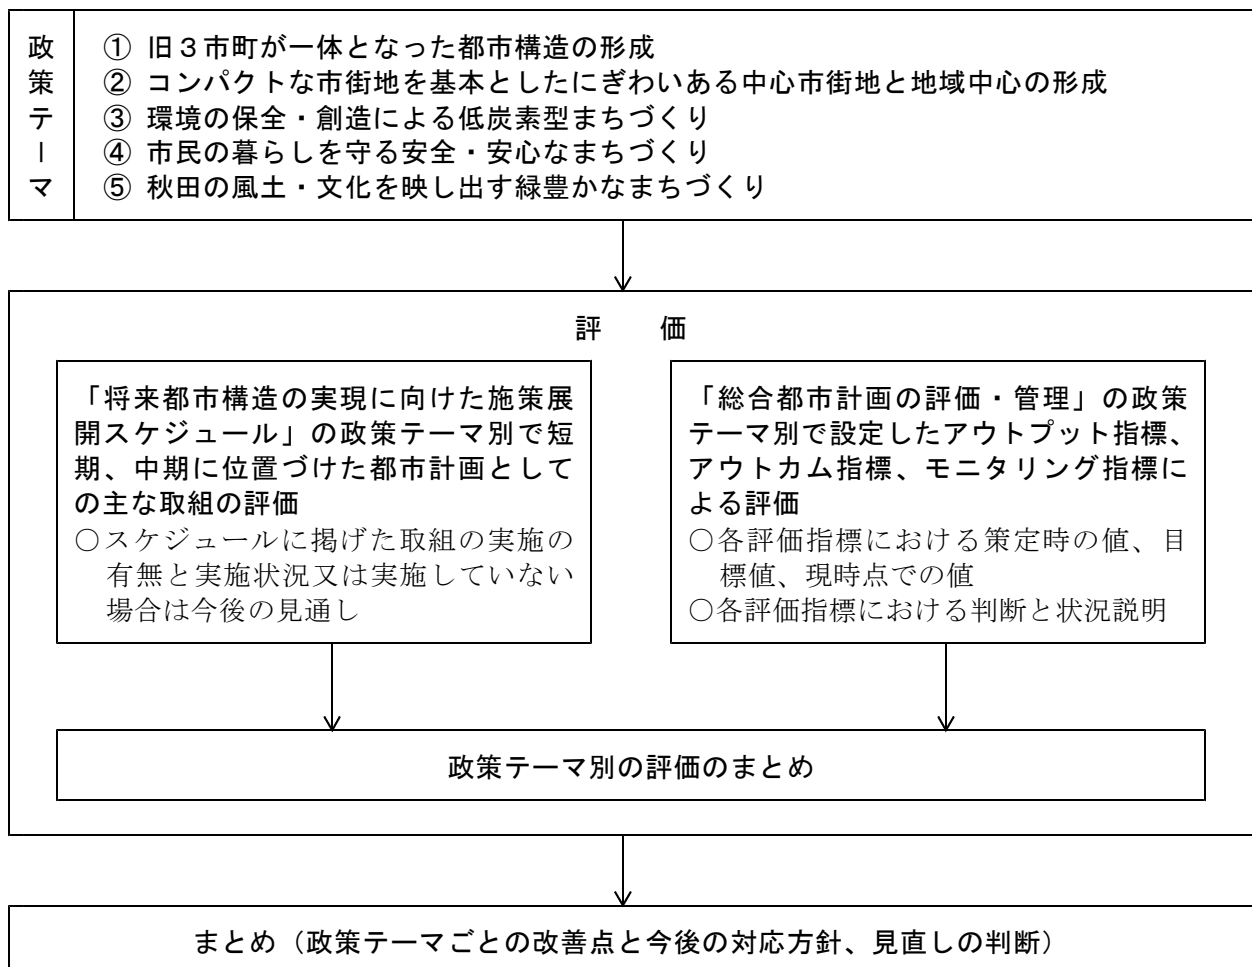 政策テーマ
① 旧３市町が一体となった都市構造の形成
② コンパクトな市街地を基本としたにぎわいある中心市街地と地域中心の形成
③ 環境の保全・創造による低炭素型まちづくり
④ 市民の暮らしを守る安全・安心なまちづくり
⑤ 秋田の風土・文化を映し出す緑豊かなまちづくり
評　価
「将来都市構造の実現に向けた施策展
開スケジュール」の政策テーマ別で短
期、中期に位置づけた都市計画として
の主な取組の評価
○スケジュールに掲げた取組の実施の
有無と実施状況又は実施していない
場合は今後の見通し
「総合都市計画の評価・管理」の政策
テーマ別で設定したアウトプット指標、
アウトカム指標、モニタリング指標に
よる評価
○各評価指標における策定時の値、目
標値、現時点での値
○各評価指標における判断と状況説明
政策テーマ別の評価のまとめ
まとめ（政策テーマごとの改善点と今後の対応方針、見直しの判断）